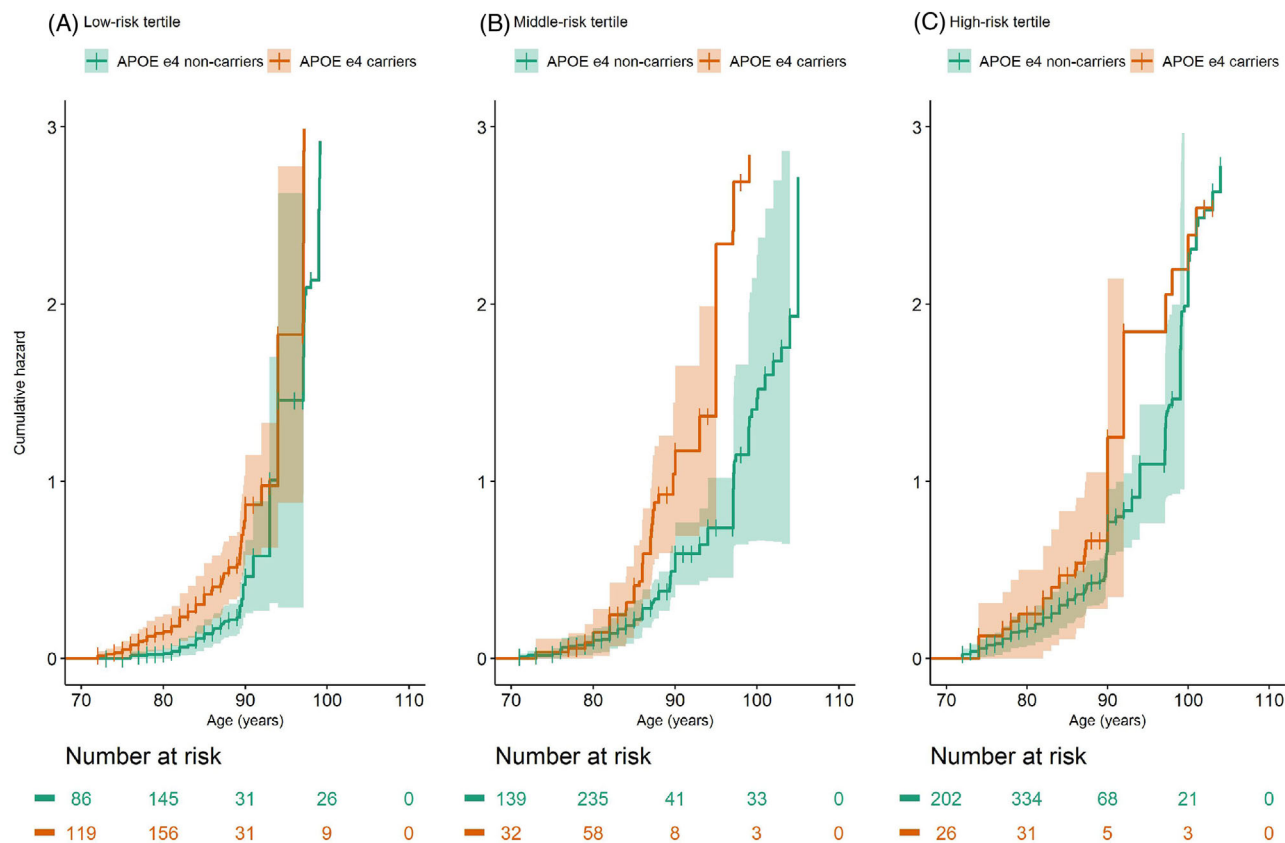 (A) Low-risk tertile
APOE e4 non-carriers APOE e4 carriers
3
2
1
0
Cumulative hazard
70 80 90 100 110
Age (years)
Number at risk
86 145 31 26 0
119 156 31 9 0
(B) Middle-risk tertile
APOE e4 non-carriers APOE e4 carriers
3
2
1
0
70 80 90 100 110
Age (years)
Number at risk
139 235 41 33 0
32 58 8 3 0
(C) High-risk tertile
APOE e4 non-carriers APOE e4 carriers
3
2
1
0
70 80 90 100 110
Age (years)
Number at risk
202 334 68 21 0
26 31 5 3 0